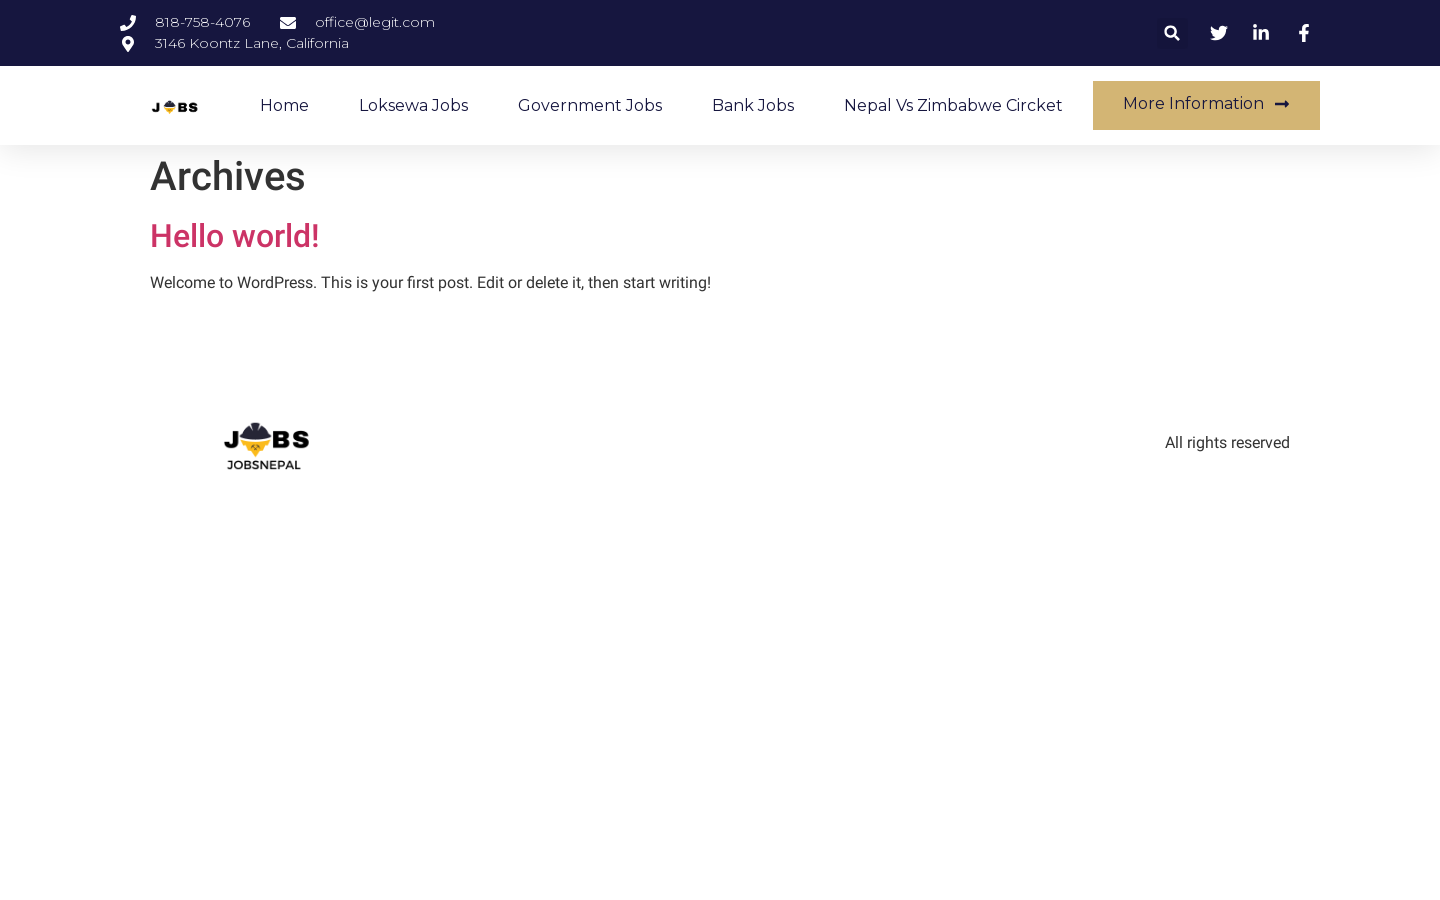 818-758-4076 office@legit.com
3146 Koontz Lane, California
JOBS Home Loksewa Jobs Government Jobs Bank Jobs Nepal Vs Zimbabwe Circket More Information
Archives
Hello world!
Welcome to WordPress. This is your first post. Edit or delete it, then start writing!
JOBS
JOBSNEPAL
All rights reserved